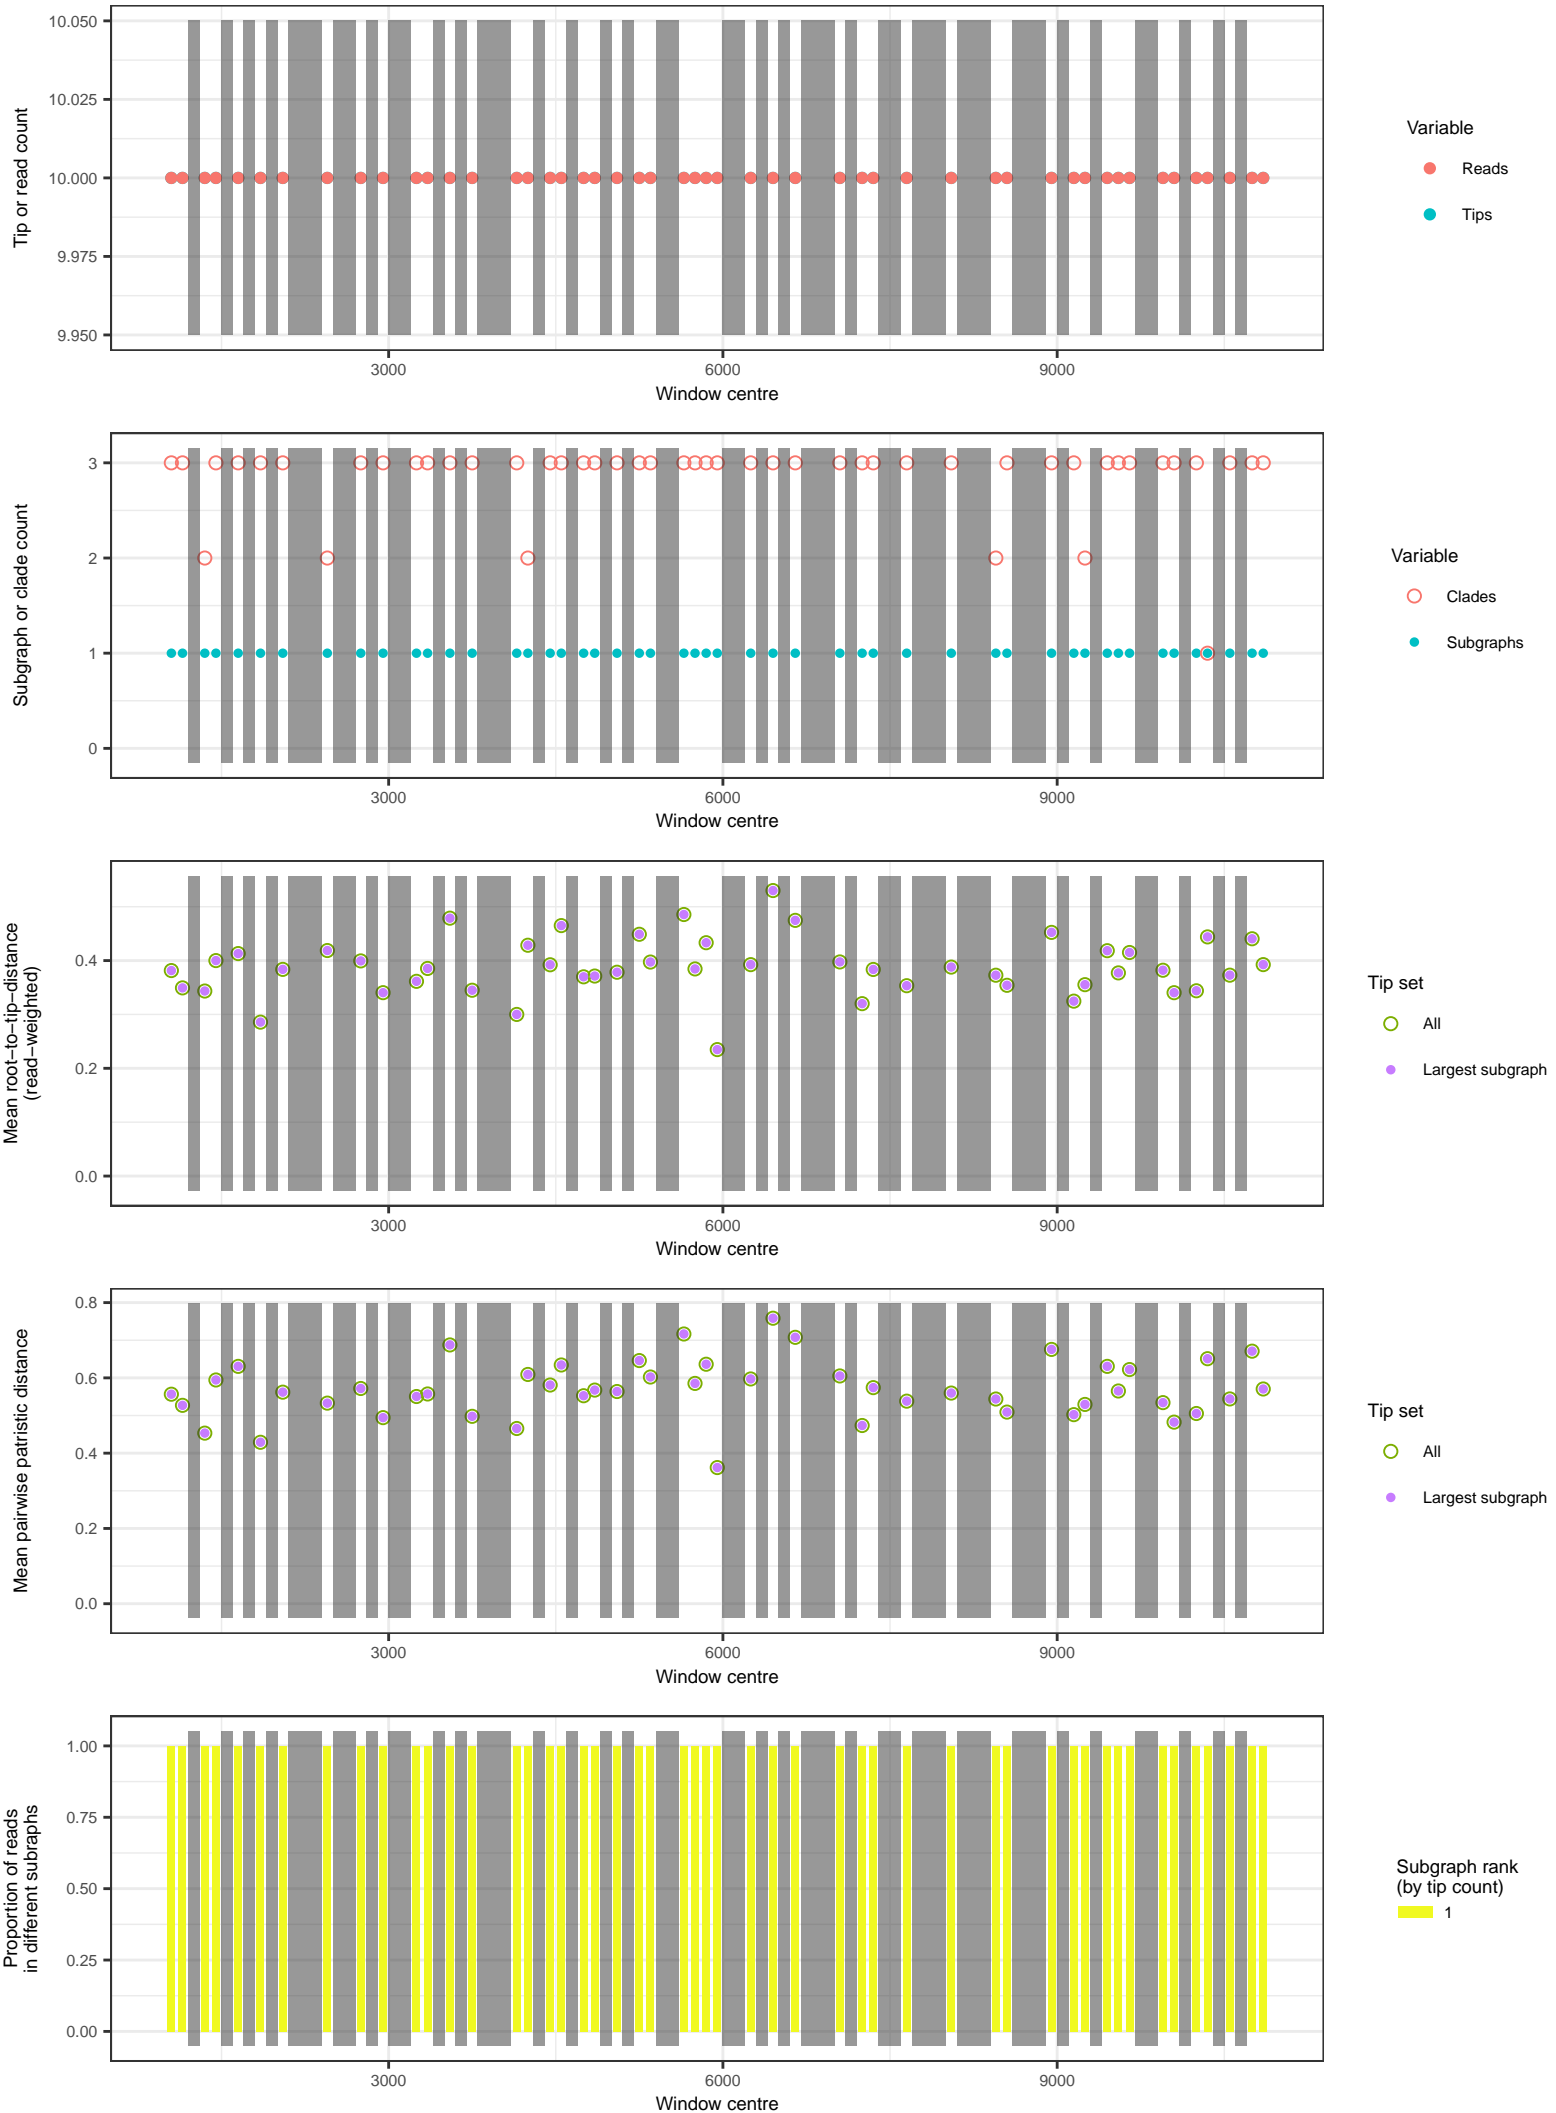 10.050
10.025
10.000
9.975
9.950
Tip or read count
3000
6000
9000
Window centre
Variable
Reads
Tips
3
2
1
0
Subgraph or clade count
3000
6000
9000
Window centre
Variable
Clades
Subgraphs
0.4
0.2
0.0
Mean root−to−tip−distance
(read−weighted)
3000
6000
9000
Window centre
Tip set
All
Largest subgraph
0.8
0.6
0.4
0.2
0.0
Mean pairwise patristic distance
3000
6000
9000
Window centre
Tip set
All
Largest subgraph
1.00
0.75
0.50
0.25
0.00
Proportion of reads
in different subraphs
3000
6000
9000
Window centre
Subgraph rank
(by tip count)
1